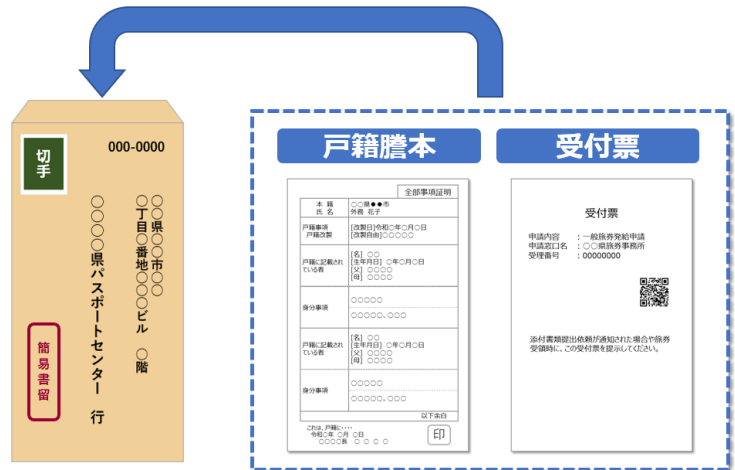 切手
000-0000
○○県○○市○○
○丁目○番地○○○ビル ○階
○○○○県パスポートセンター 行
簡易書留
戸籍謄本
受付票
全部事項証明
本 籍 ○○県●●市
氏 名 外務 花子
戸籍事項 [改製日]令和○年○月○日
戸籍改製 [改製自由]○○○○○
[名] ○○
戸籍に記載され [生年月日] ○年○月○日
ている者 [父] ○○○○
[母] ○○○○
身分事項 ○○○○○
○○○○○、○○○
[名] ○○
戸籍に記載され [生年月日] ○年○月○日
ている者 [父] ○○○○
[母] ○○○○
身分事項 ○○○○○
○○○○○、○○○
以下余白
これは、戸籍に・・・・
令和○年 ○月 ○日
○○○○長 ○ ○ ○ ○
印
受付票
申請内容 : 一般旅券発給申請
申請窓口名 : ○○県旅券事務所
受理番号 : 00000000
添付書類提出依頼が通知された場合や旅券
受領時に、この受付票を提示してください。